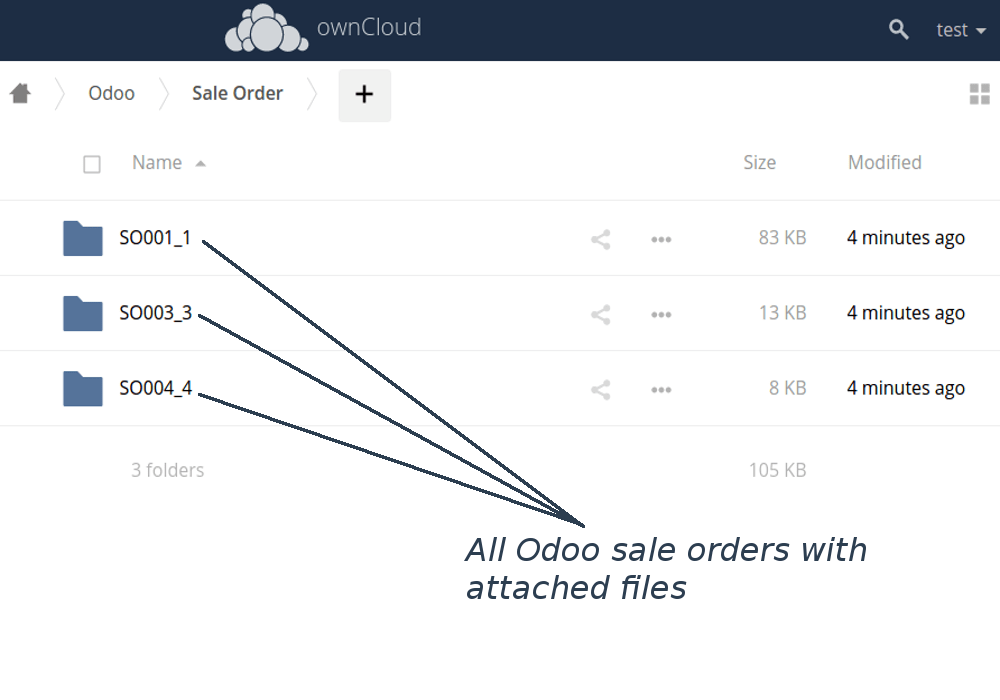 ownCloud
test
Odoo
Sale Order
+
Name
Size
Modified
SO001_1
83 KB
4 minutes ago
SO003_3
13 KB
4 minutes ago
SO004_4
8 KB
4 minutes ago
3 folders
105 KB
All Odoo sale orders with
attached files